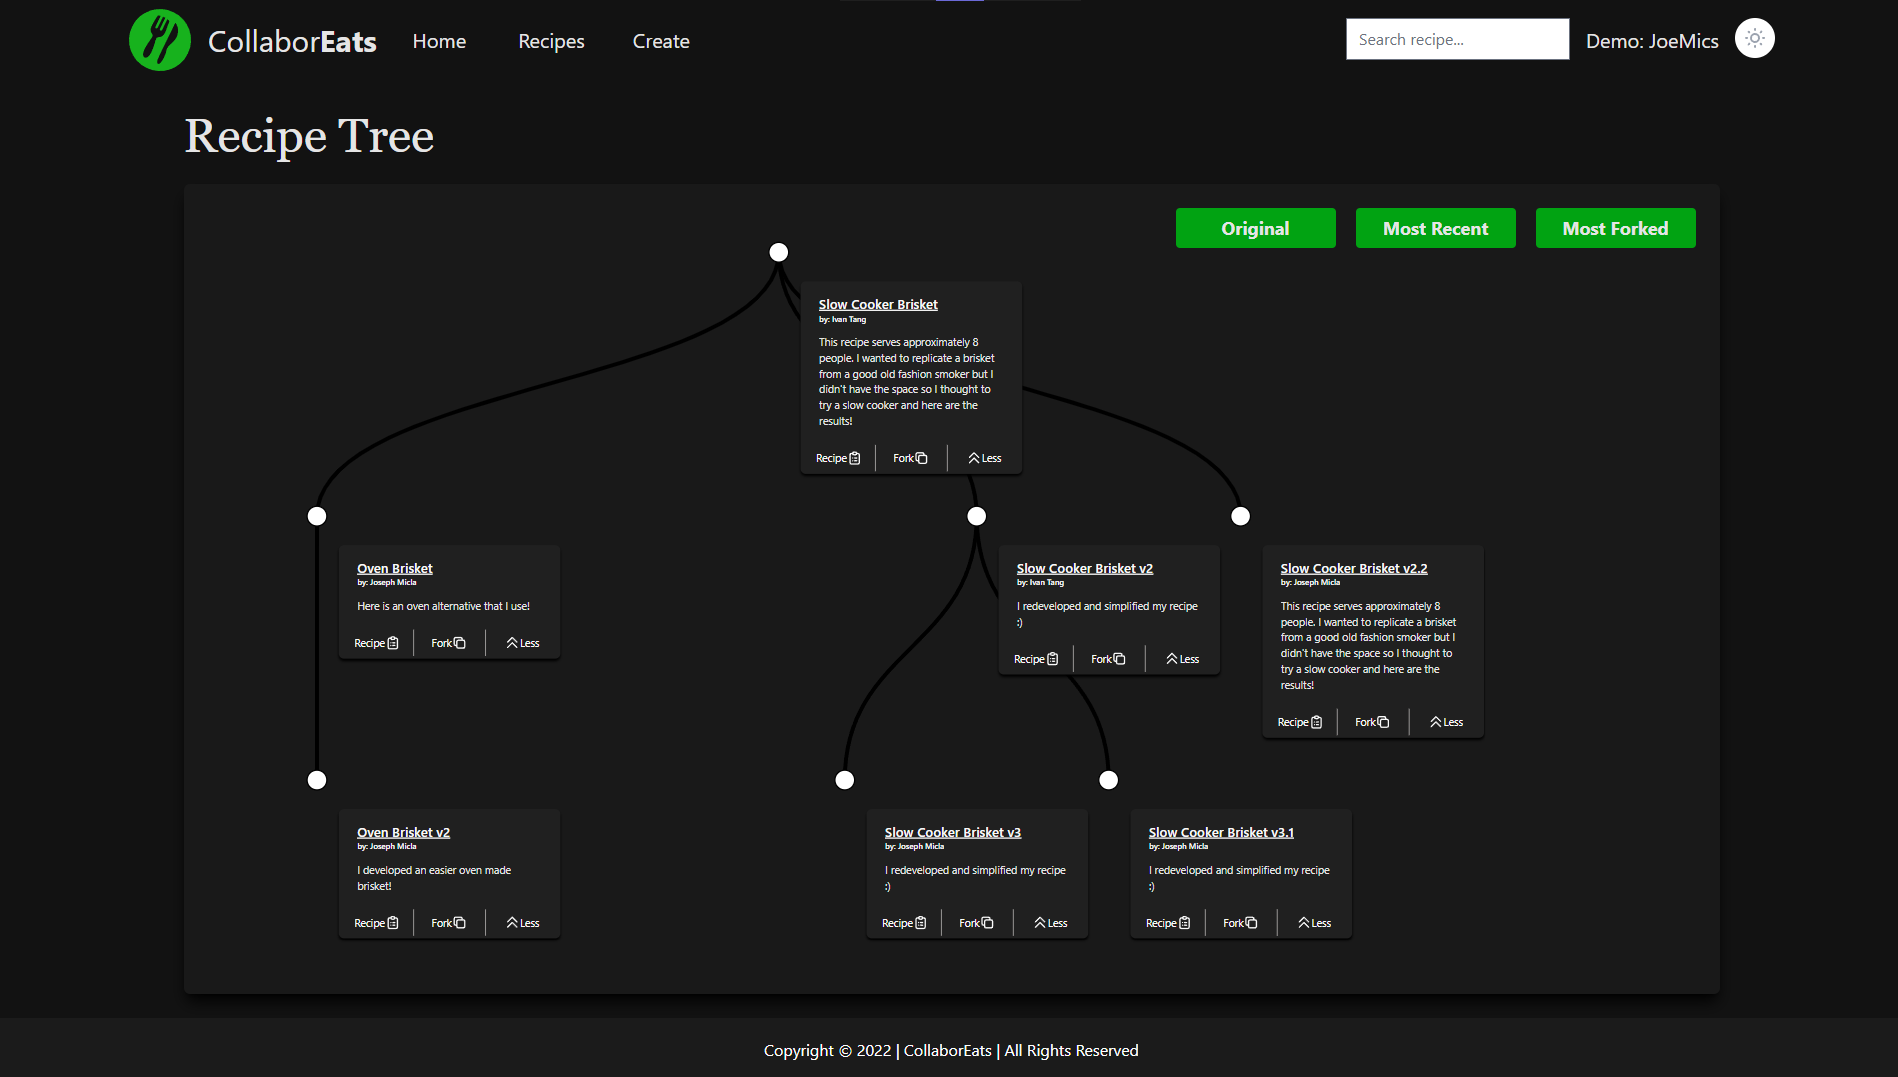 CollaborEats
Home
Recipes
Create
Search recipe...
Demo: JoeMics
Recipe Tree
Original
Most Recent
Most Forked
Slow Cooker Brisket
by: Ivan Tang
This recipe serves approximately 8
people. I wanted to replicate a brisket
from a good old fashion smoker but I
didn't have the space so I thought to
try a slow cooker and here are the
results!
Recipe
Fork
Less
Oven Brisket
by: Joseph Micla
Here is an oven alternative that I use!
Recipe
Fork
Less
Slow Cooker Brisket v2
by: Ivan Tang
I redeveloped and simplified my recipe
:)
Recipe
Fork
Less
Slow Cooker Brisket v2.2
by: Joseph Micla
This recipe serves approximately 8
people. I wanted to replicate a brisket
from a good old fashion smoker but I
didn't have the space so I thought to
try a slow cooker and here are the
results!
Recipe
Fork
Less
Oven Brisket v2
by: Joseph Micla
I developed an easier oven made
brisket!
Recipe
Fork
Less
Slow Cooker Brisket v3
by: Joseph Micla
I redeveloped and simplified my recipe
:)
Recipe
Fork
Less
Slow Cooker Brisket v3.1
by: Joseph Micla
I redeveloped and simplified my recipe
:)
Recipe
Fork
Less
Copyright © 2022 | CollaborEats | All Rights Reserved